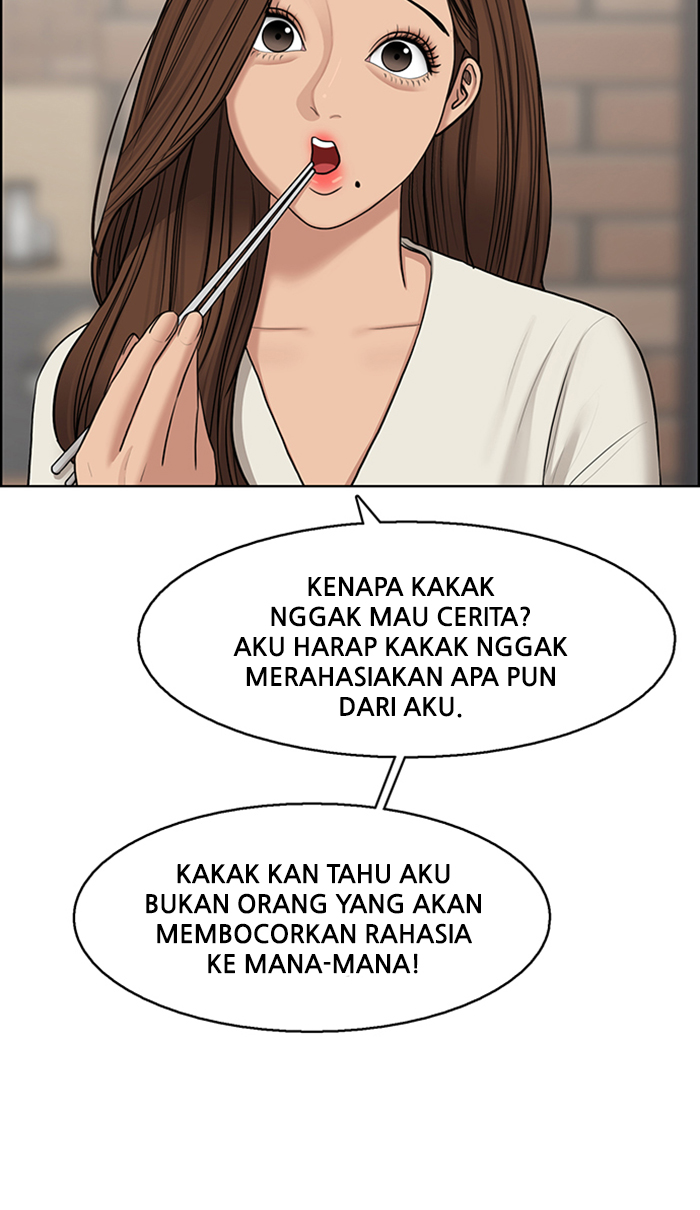 KENAPA KAKAK
NGGAK MAU CERITA?
AKU HARAP KAKAK NGGAK
MERAHASIAKAN APA PUN
DARI AKU.
KAKAK KAN TAHU AKU
BUKAN ORANG YANG AKAN
MEMBOCORKAN RAHASIA
KE MANA-MANA!